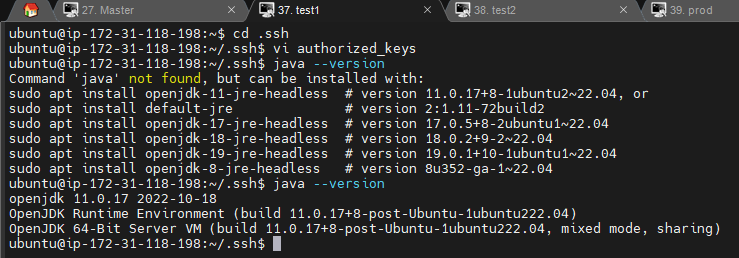 27. Master
37. test1
38. test2
39. prod
ubuntu@ip-172-31-118-198:~$ cd .ssh
ubuntu@ip-172-31-118-198:~/.ssh$ vi authorized_keys
ubuntu@ip-172-31-118-198:~/.ssh$ java --version
Command 'java' not found, but can be installed with:
sudo apt install openjdk-11-jre-headless  # version 11.0.17+8-1ubuntu2~22.04, or
sudo apt install default-jre              # version 2:1.11-72build2
sudo apt install openjdk-17-jre-headless  # version 17.0.5+8-2ubuntu1~22.04
sudo apt install openjdk-18-jre-headless  # version 18.0.2+9-2~22.04
sudo apt install openjdk-19-jre-headless  # version 19.0.1+10-1ubuntu1~22.04
sudo apt install openjdk-8-jre-headless   # version 8u352-ga-1~22.04
ubuntu@ip-172-31-118-198:~/.ssh$ java --version
openjdk 11.0.17 2022-10-18
OpenJDK Runtime Environment (build 11.0.17+8-post-Ubuntu-1ubuntu222.04)
OpenJDK 64-Bit Server VM (build 11.0.17+8-post-Ubuntu-1ubuntu222.04, mixed mode, sharing)
ubuntu@ip-172-31-118-198:~/.ssh$